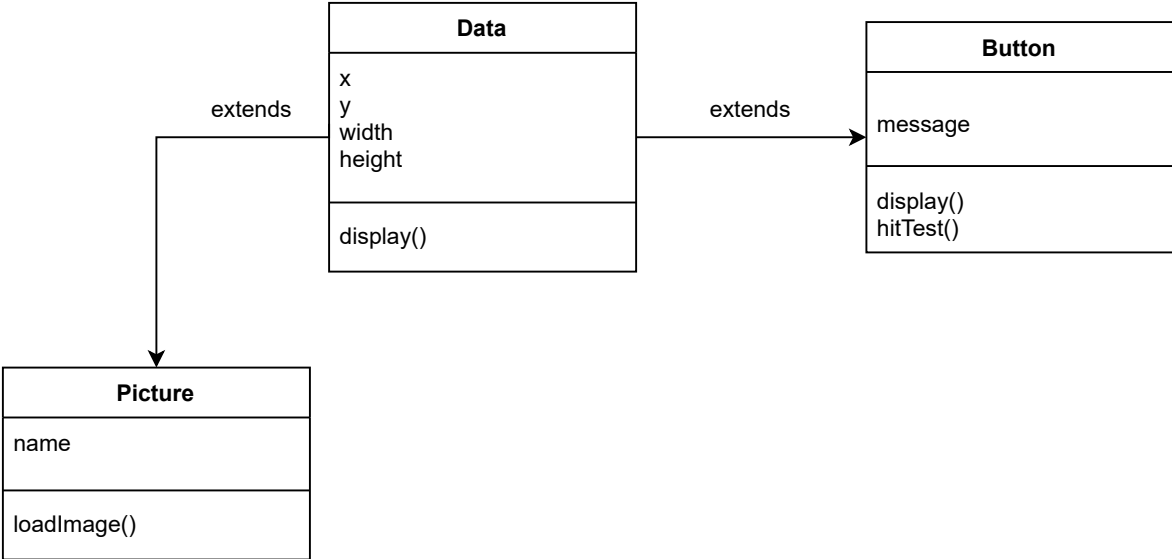 Data
x
y
width
height
display()
extends
extends
Button
message
display()
hitTest()
Picture
name
loadImage()